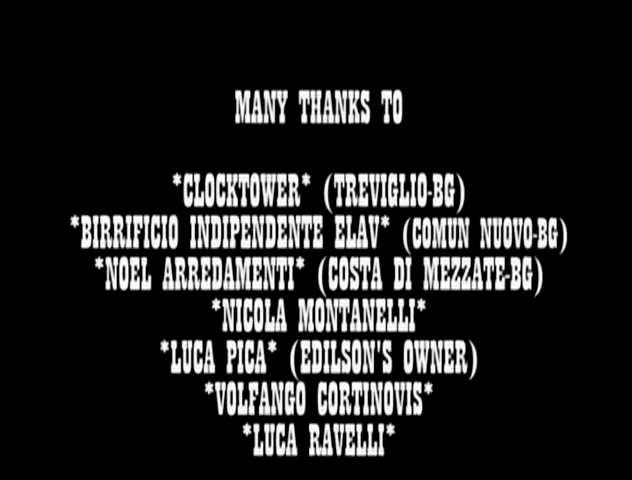 MANY THANKS TO
*CLOCKTOWER* (TREVIGLIO-BG)
*BIRRIFICIO INDIPENDENTE ELAV* (COMUN NUOVO-BG)
*NOEL ARREDAMENTI* (COSTA DI MEZZATE-BG)
*NICOLA MONTANELLI*
*LUCA PICA* (EDILSON'S OWNER)
*VOLFANGO CORTINOVIS*
*LUCA RAVELLI*